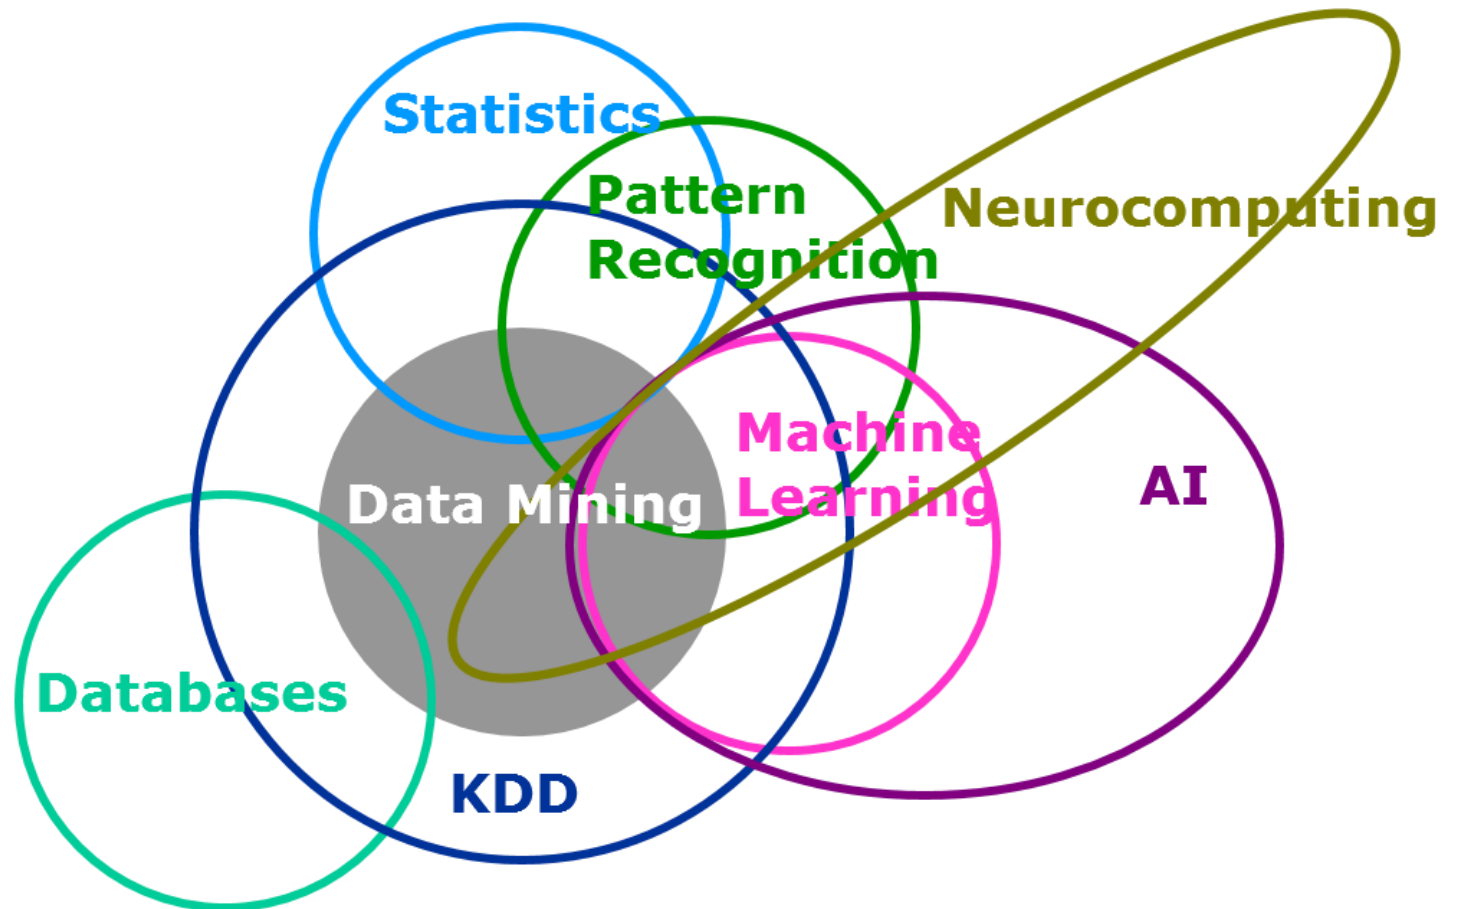 Statistics
Pattern
Recognition
Neurocomputing
Machine
Learning
AI
Data Mining
Databases
KDD